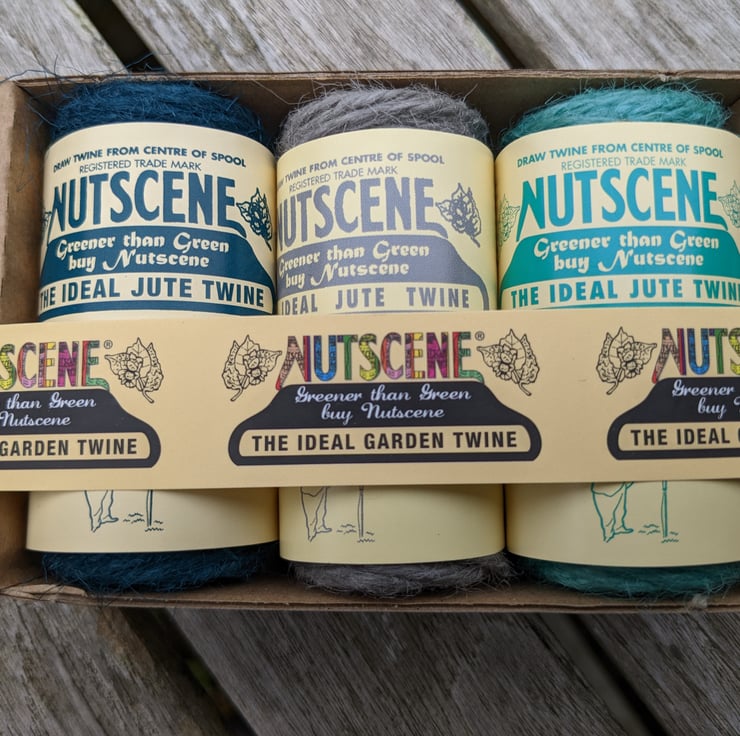 DRAW TWINE FROM CENTRE OF SPOOL
REGISTERED TRADE MARK
NUTSCENE
Greener than Green
buy Nutscene
THE IDEAL JUTE TWINE
TWINE FROM CENTRE OF SPOOL
REGISTERED TRADE MARK
NUTSCENE
Greener than Green
buy Nutscene
IDEAL JUTE TWINE
DRAW TWINE FROM CENTRE OF SPOOL
REGISTERED TRADE MARK
NUTSCENE
Greener than Green
buy Nutscene
THE IDEAL JUTE TWINE
SCENE®
than Green
Nutscene
GARDEN TWINE
NUTSCENE®
Greener than Green
buy Nutscene
THE IDEAL GARDEN TWINE
NUTS
Greener
buy
THE IDEAL